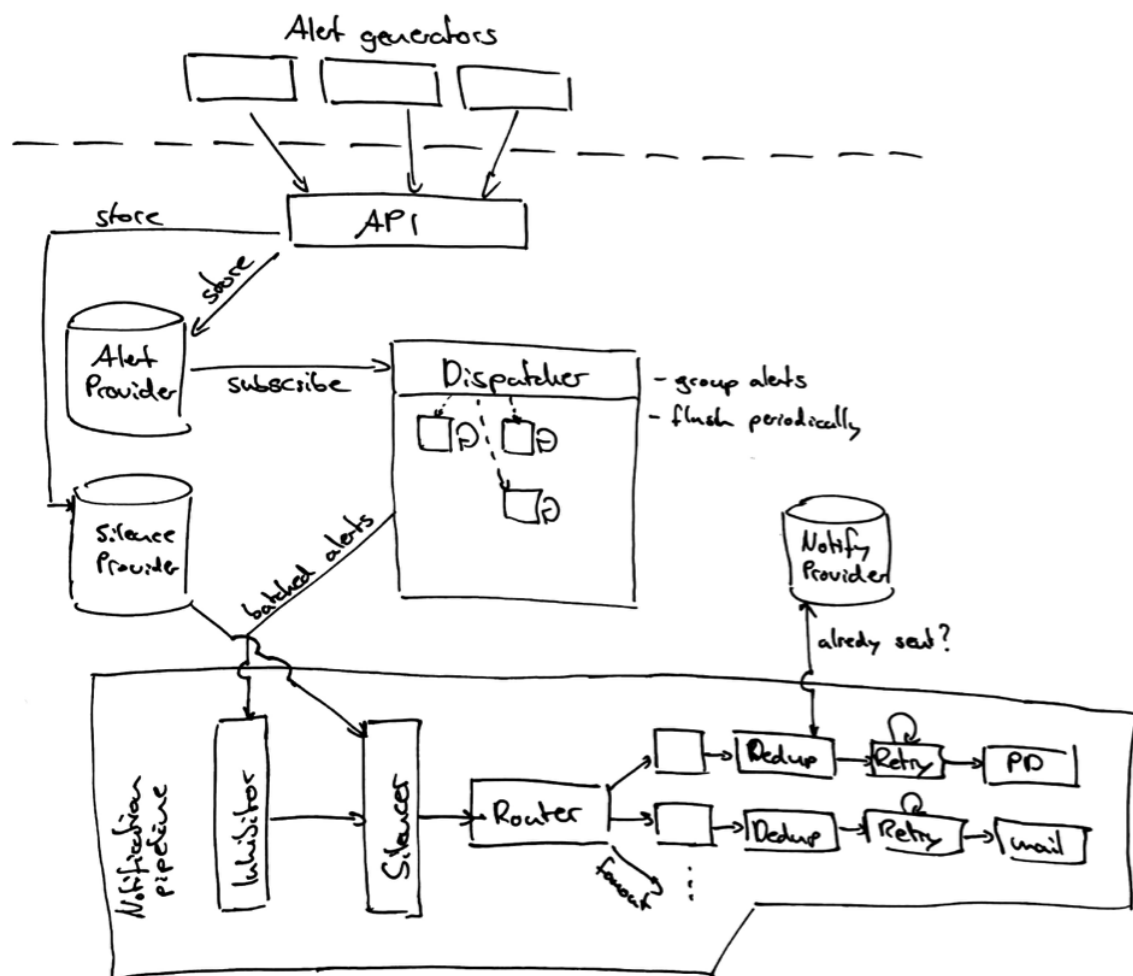 Alert generators
API
store
store
Alert
Provider
subscribe
Dispatcher
- group alerts
- flush periodically
Silence
Provider
batched alerts
Notify
Provider
alredy sent?
Notification
pipeline
Inhibitor
Silencer
Router
fanout
Dedup
Retry
PD
Dedup
Retry
mail